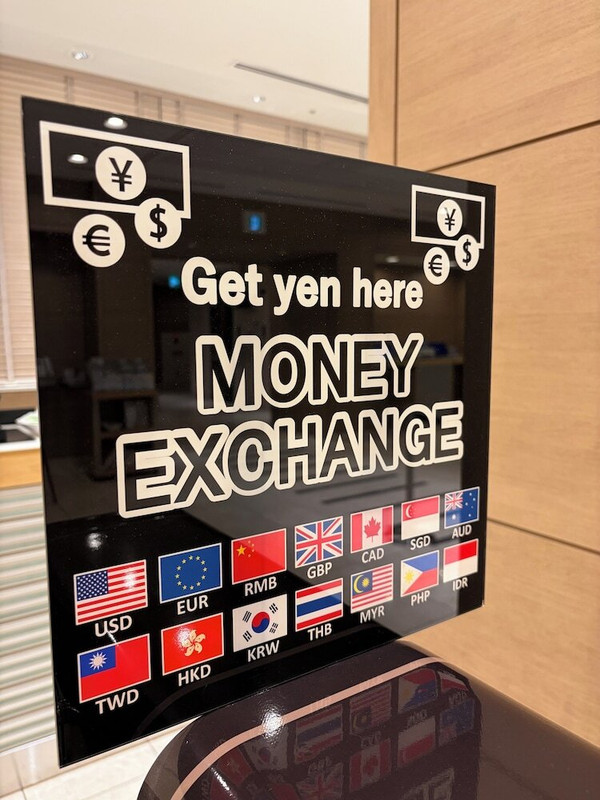 ¥ ¥
€ $ € $
Get yen here
MONEY
EXCHANGE
USD EUR RMB GBP CAD SGD AUD
TWD HKD KRW THB MYR PHP IDR